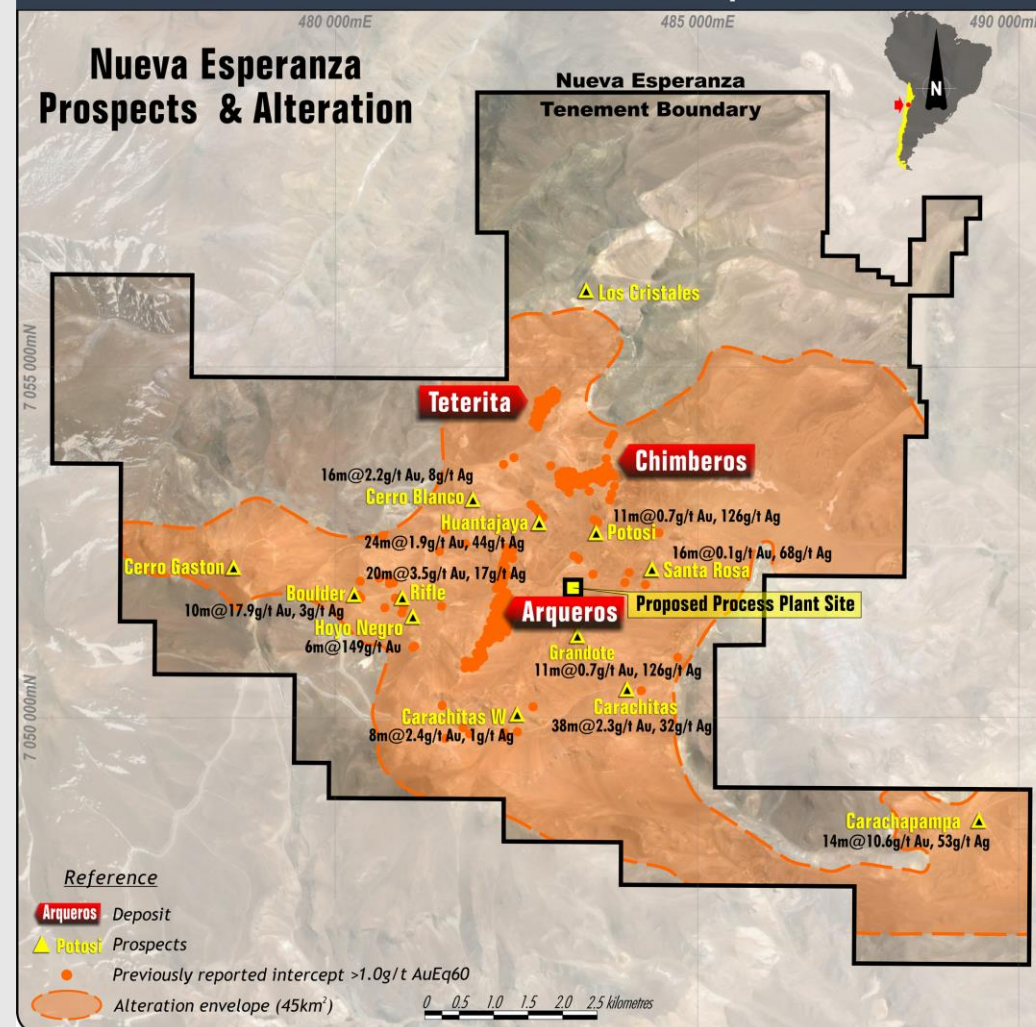 480 000mE
485 000mE
490 000mE
Nueva Esperanza
Prospects & Alteration
Nueva Esperanza
Tenement Boundary
N
7 055 000mN
7 050 000mN
Los Cristales
Teterita
Chimberos
16m@2.2g/t Au, 8g/t Ag
Cerro Blanco
Huantajaya
24m@1.9g/t Au, 44g/t Ag
11m@0.7g/t Au, 126g/t Ag
Potosi
16m@0.1g/t Au, 68g/t Ag
Santa Rosa
Cerro Gaston
20m@3.5g/t Au, 17g/t Ag
Boulder
Rifle
10m@17.9g/t Au, 3g/t Ag
Hoyo Negro
6m@149g/t Au
Arqueros
Proposed Process Plant Site
Grandote
11m@0.7g/t Au, 126g/t Ag
Carachitas
38m@2.3g/t Au, 32g/t Ag
Carachitas W
8m@2.4g/t Au, 1g/t Ag
Carachapampa
14m@10.6g/t Au, 53g/t Ag
Reference
Arqueros Deposit
Potosi Prospects
Previously reported intercept >1.0g/t AuEq60
Alteration envelope (45km²)
0 0.5 1.0 1.5 2.0 2.5 kilometres